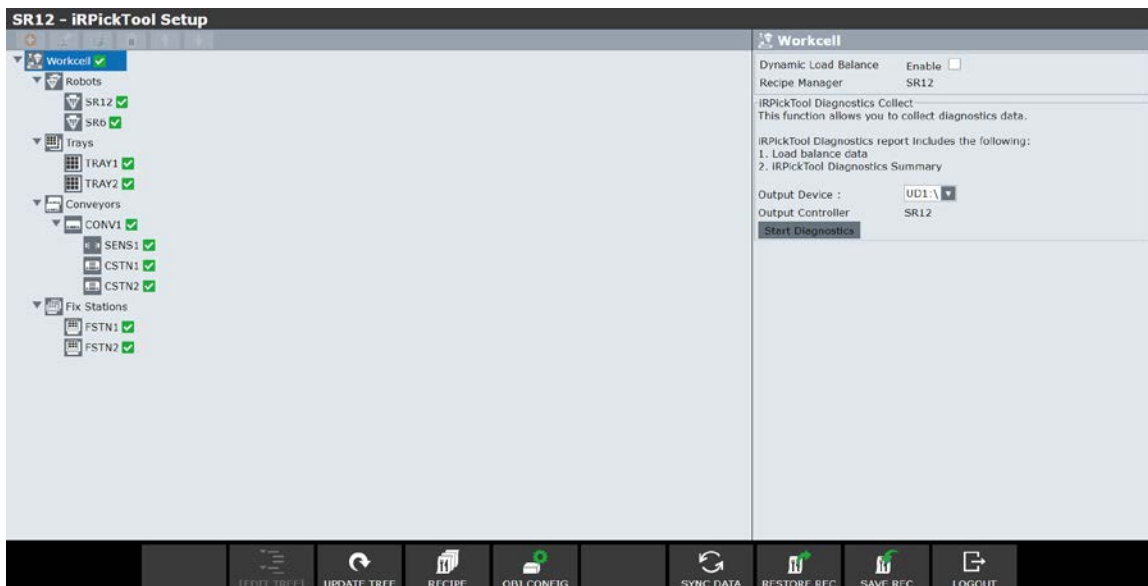 SR12 - iRPickTool Setup
Workcell
Robots
SR12
SR6
Trays
TRAY1
TRAY2
Conveyors
CONV1
SENS1
CSTN1
CSTN2
Fix Stations
FSTN1
FSTN2
Workcell
Dynamic Load Balance Enable
Recipe Manager SR12
iRPickTool Diagnostics Collect
This function allows you to collect diagnostics data.
iRPickTool Diagnostics report includes the following:
1. Load balance data
2. iRPickTool Diagnostics Summary
Output Device : UD1:\
Output Controller SR12
Start Diagnostics
[EDIT TREE] UPDATE TREE RECIPE OBJ CONFIG SYNC DATA RESTORE REC SAVE REC LOGOUT